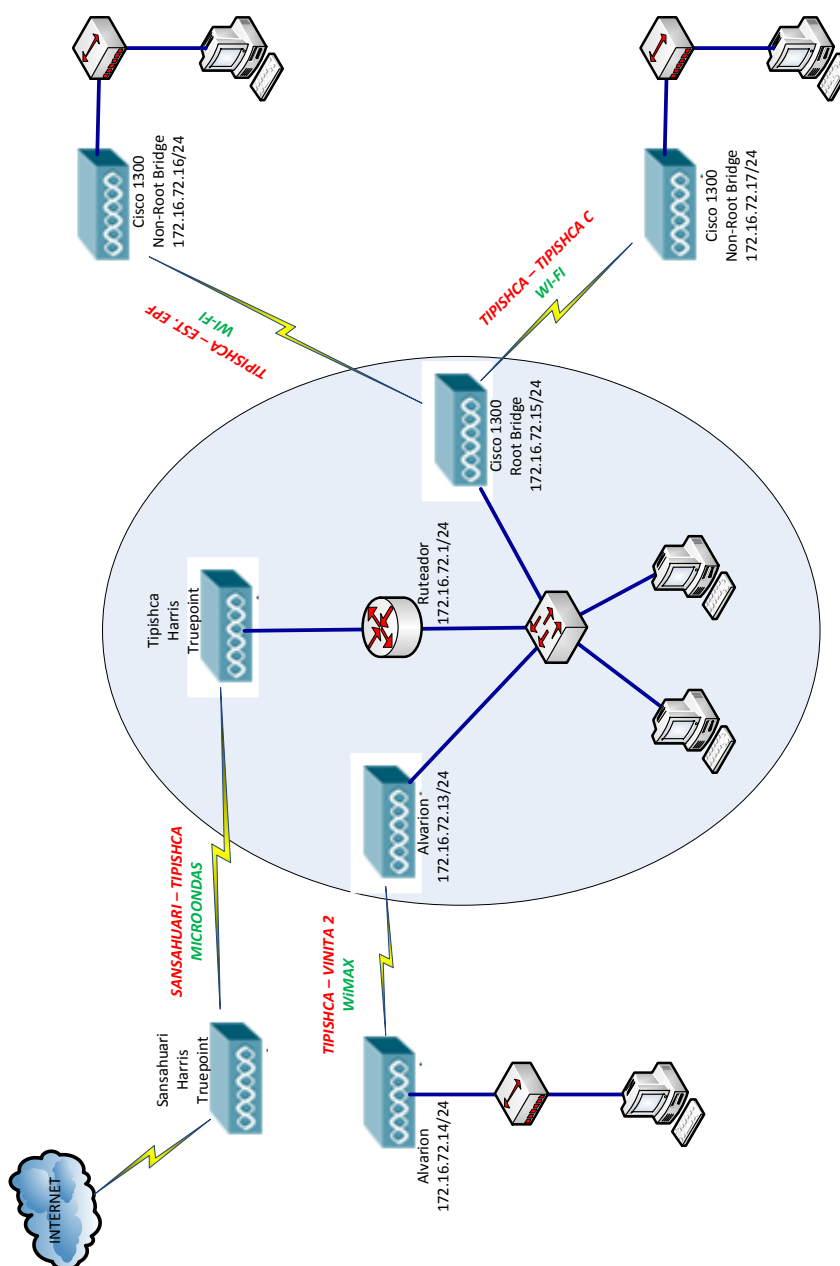 INTERNET
Sansahuari
Harris
Truepoint
SANSAHUARI – TIPISHCA
MICROONDAS
Tipishca
Harris
Truepoint
Alvarion
172.16.72.14/24
TIPISHCA – VINITA 2
WiMAX
Alvarion
172.16.72.13/24
Ruteador
172.16.72.1/24
Cisco 1300
Root Bridge
172.16.72.15/24
TIPISHCA – EST. EPF
WI-FI
Cisco 1300
Non-Root Bridge
172.16.72.16/24
TIPISHCA – TIPISHCA C
WI-FI
Cisco 1300
Non-Root Bridge
172.16.72.17/24